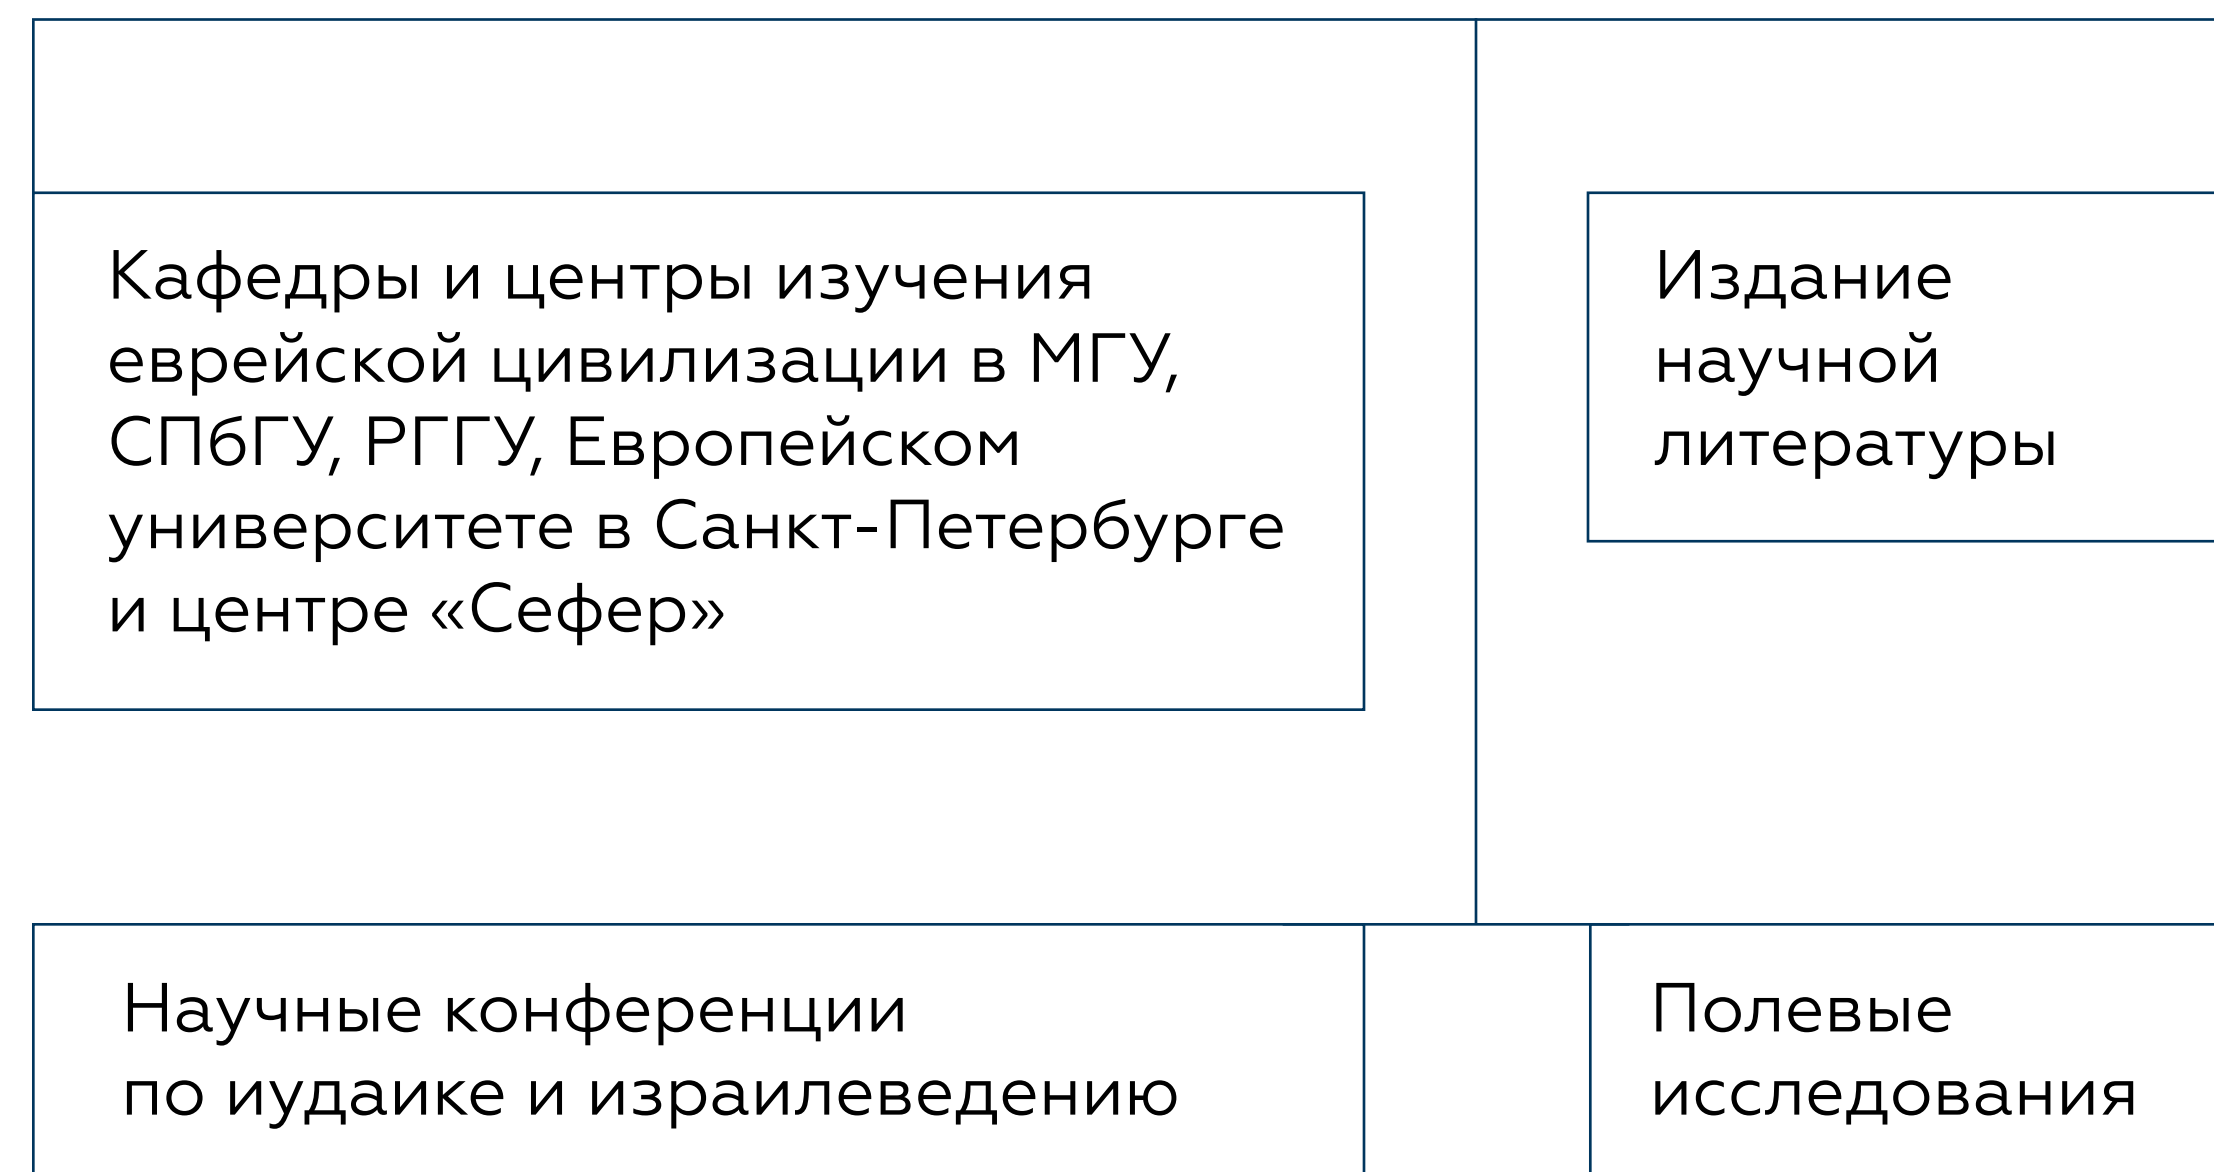 Кафедры и центры изучения
еврейской цивилизации в МГУ,
СПбГУ, РГГУ, Европейском
университете в Санкт-Петербурге
и центре «Сефер»
Издание
научной
литературы
Научные конференции
по иудаике и израилеведению
Полевые
исследования